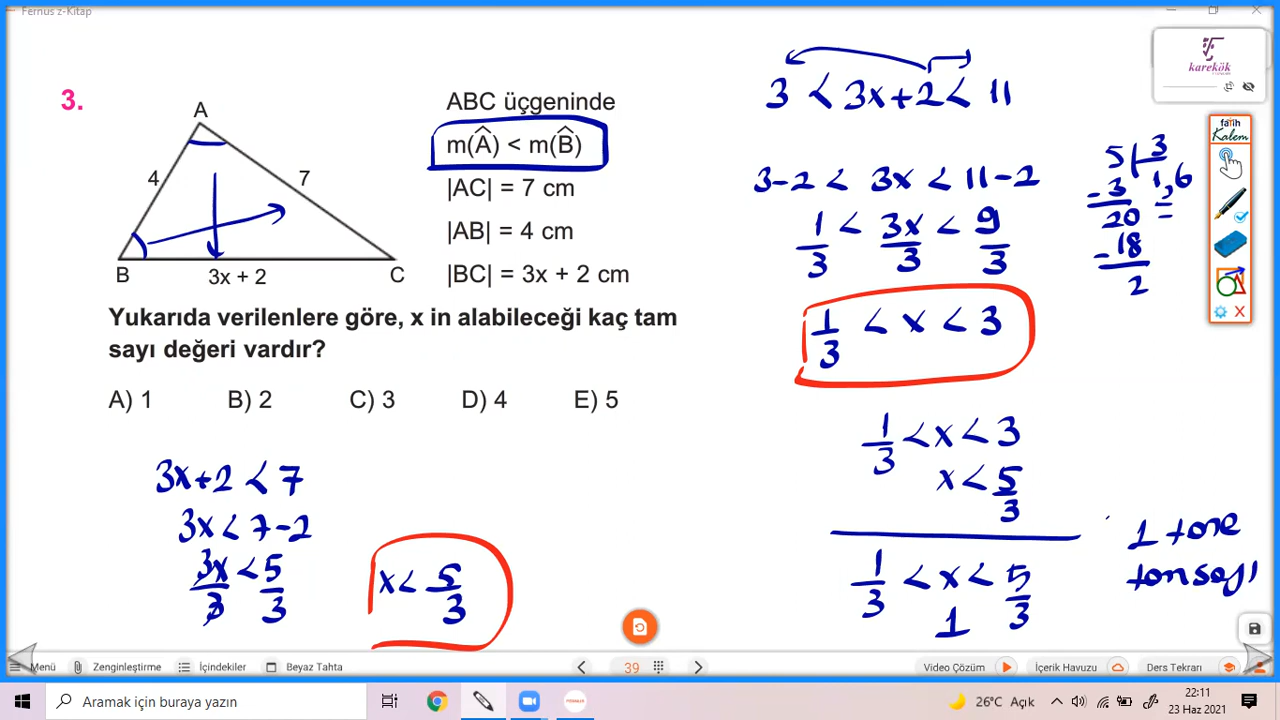 Fernus z-Kitap
karekök
fatih
Kalem
3.
A
4
7
B
3x + 2
C
ABC üçgeninde
m(Â) < m(B̂)
|AC| = 7 cm
|AB| = 4 cm
|BC| = 3x + 2 cm
Yukarıda verilenlere göre, x in alabileceği kaç tam
sayı değeri vardır?
A) 1 B) 2 C) 3 D) 4 E) 5
3x+2 < 7
3x < 7-2
3x/3 < 5/3
x < 5/3
3 < 3x+2 < 11
3-2 < 3x < 11-2
1/3 < 3x/3 < 9/3
1/3 < x < 3
1/3 < x < 3
x < 5/3
1/3 < x < 5/3
1
5 | 3
-3 1,6
20
-18
2
1 tane
tamsayı
Menü Zenginleştirme İçindekiler Beyaz Tahta 39 Video Çözüm İçerik Havuzu Ders Tekrarı
Aramak için buraya yazın
26°C Açık
22:11
23 Haz 2021